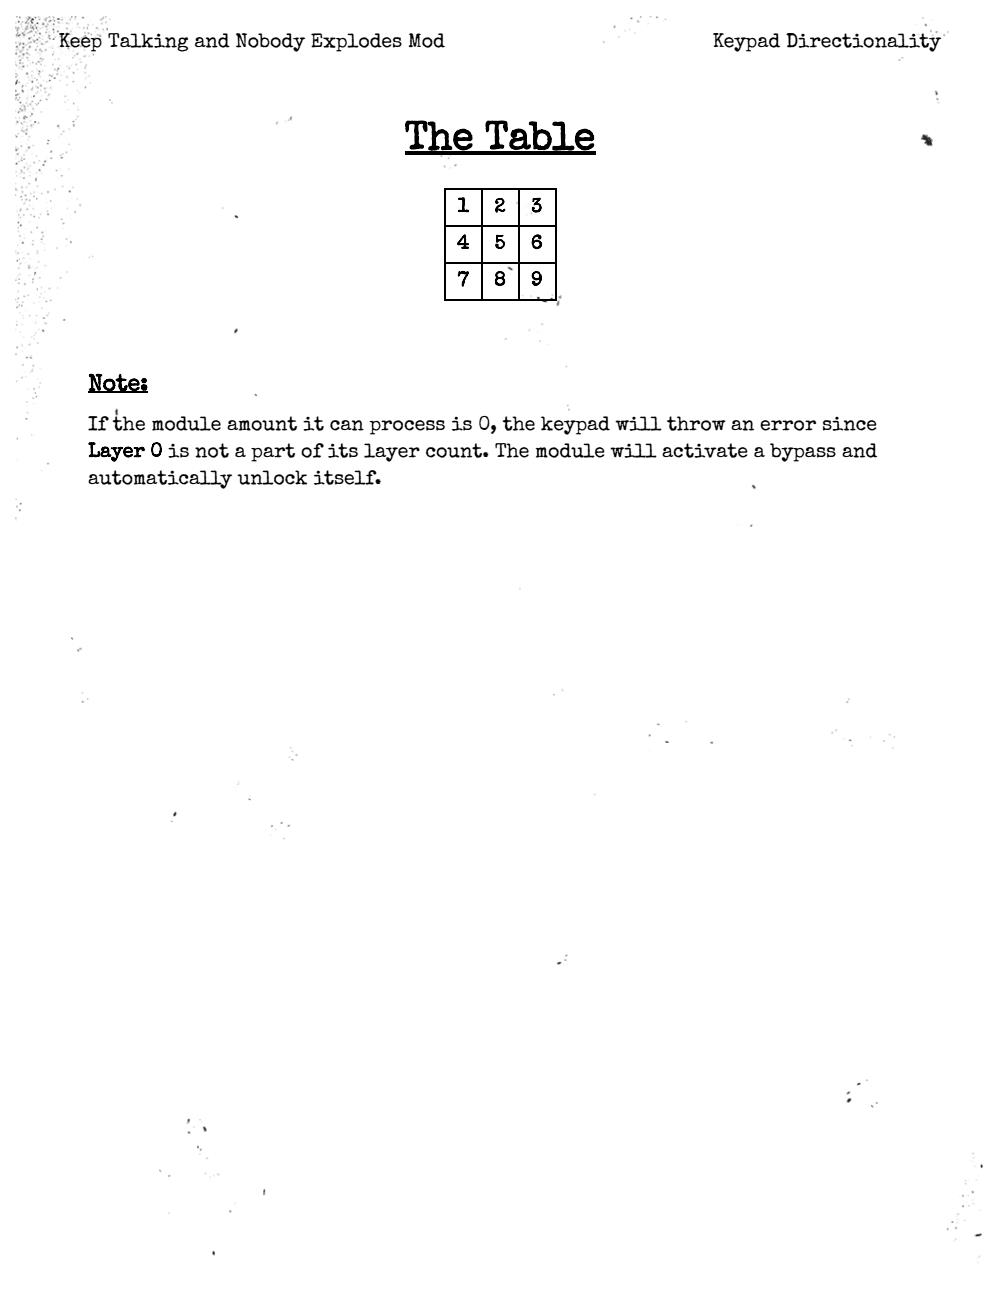 Keep Talking and Nobody Explodes Mod
Keypad Directionality
The Table
1 2 3
4 5 6
7 8 9
Note:
If the module amount it can process is 0, the keypad will throw an error since
Layer 0 is not a part of its layer count. The module will activate a bypass and
automatically unlock itself.